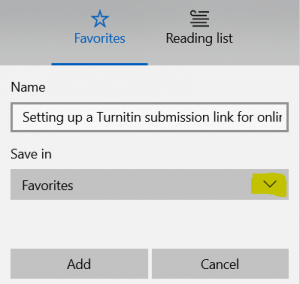 Favorites
Reading list
Name
Setting up a Turnitin submission link for onlin
Save in
Favorites
Add
Cancel